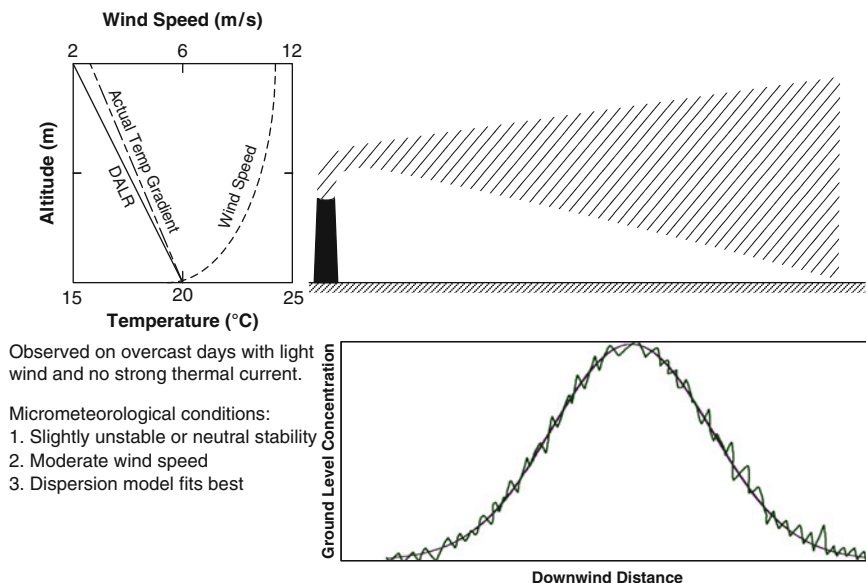 Wind Speed (m/s)
2 6 12
Altitude (m)
Actual Temp Gradient
DALR
Wind Speed
15 20 25
Temperature (°C)
Observed on overcast days with light
wind and no strong thermal current.
Micrometeorological conditions:
1. Slightly unstable or neutral stability
2. Moderate wind speed
3. Dispersion model fits best
Ground Level Concentration
Downwind Distance